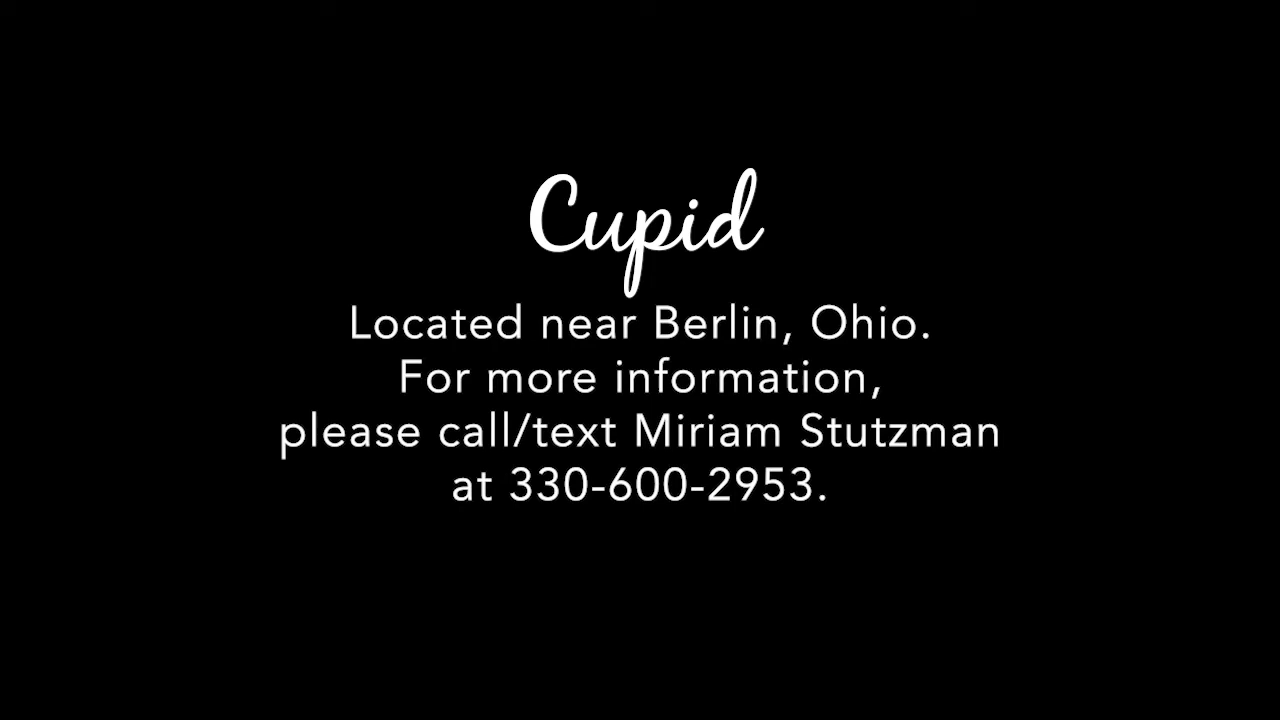 Cupid
Located near Berlin, Ohio.
For more information,
please call/text Miriam Stutzman
at 330-600-2953.